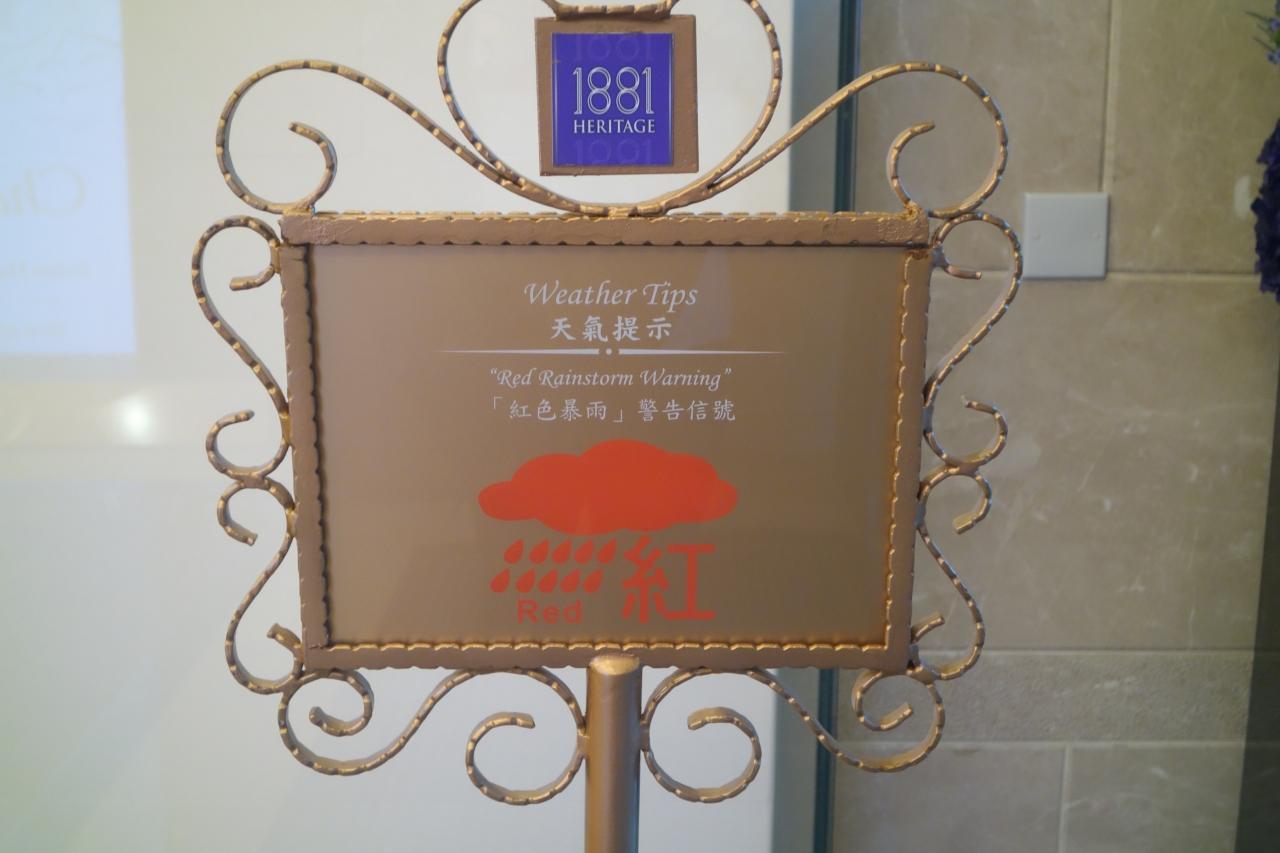 1881
HERITAGE
Weather Tips
天氣提示
“Red Rainstorm Warning”
「紅色暴雨」警告信號
Red
紅